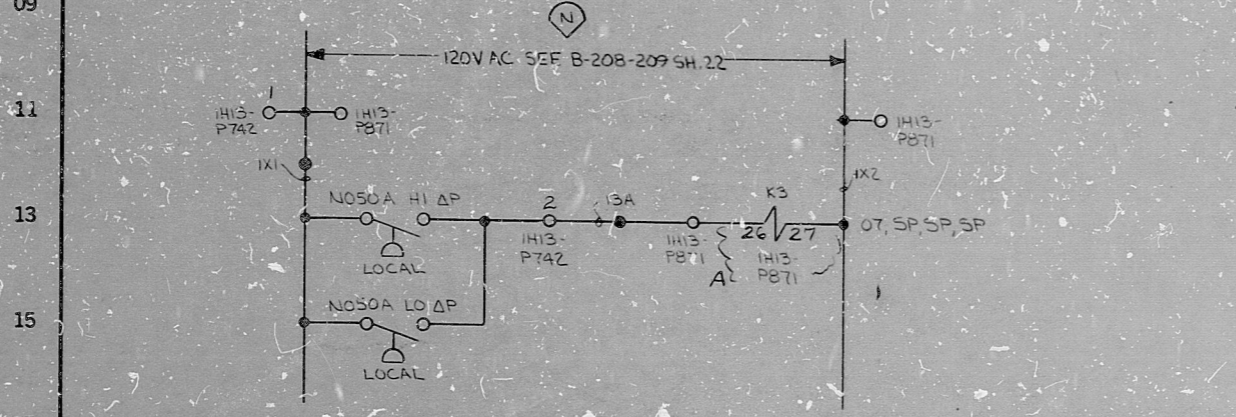 09
N
120V AC SEE B-208-209 SH.22
11
1
1H13-
P742
1H13-
P871
1H13-
P871
1X1
1X2
N050A HI ΔP
2
13A
K3
13
26 27
07, SP, SP, SP
LOCAL
1H13-
P742
1H13-
P871
A
1H13-
P871
N050A LO ΔP
15
LOCAL